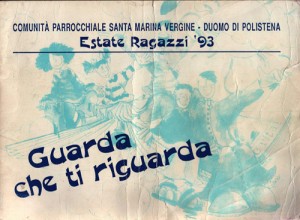 COMUNITÀ PARROCCHIALE SANTA MARINA VERGINE - DUOMO DI POLISTENA
Estate Ragazzi '93
Guarda
che ti riguarda